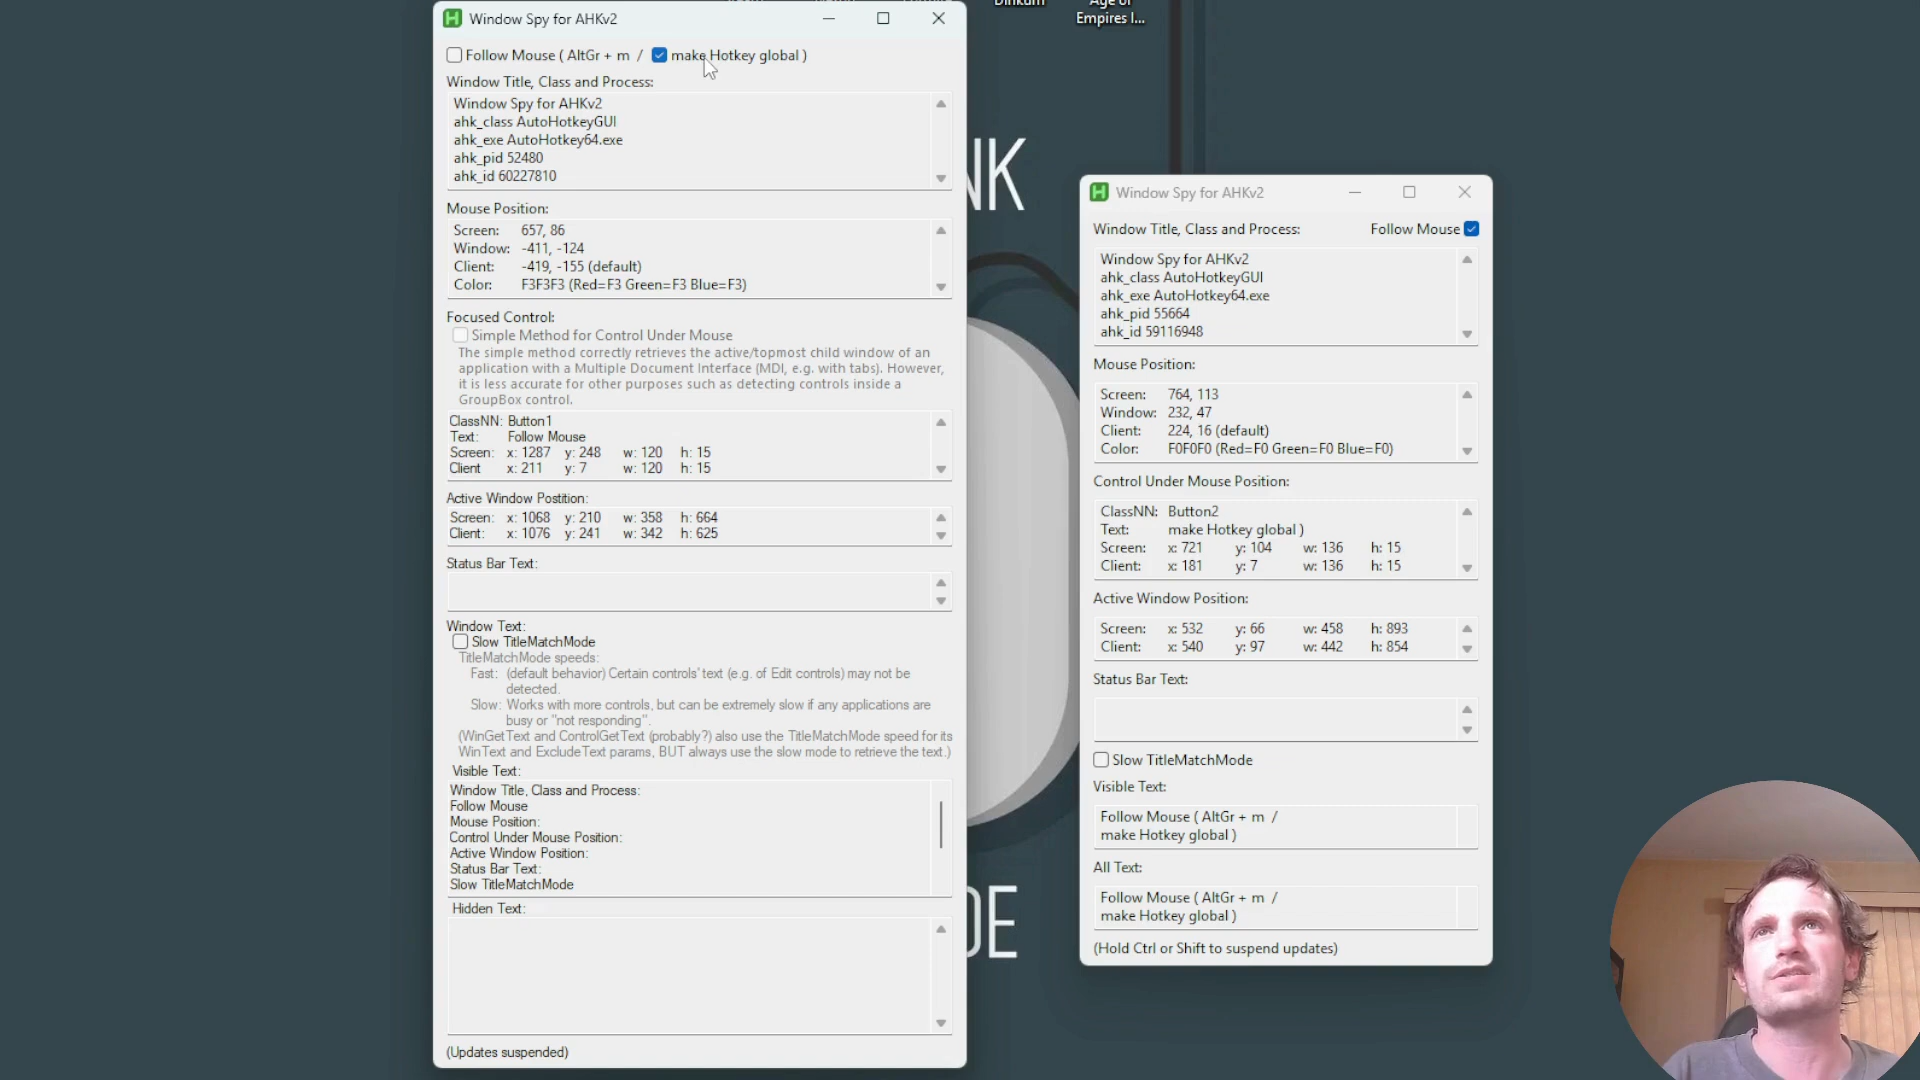 Dinkum
Age of
Empires I...
NK
DE
Window Spy for AHKv2
Follow Mouse ( AltGr + m /
make Hotkey global )
Window Title, Class and Process:
Window Spy for AHKv2
ahk_class AutoHotkeyGUI
ahk_exe AutoHotkey64.exe
ahk_pid 52480
ahk_id 60227810
Mouse Position:
Screen: 657, 86
Window: -411, -124
Client: -419, -155 (default)
Color: F3F3F3 (Red=F3 Green=F3 Blue=F3)
Focused Control:
Simple Method for Control Under Mouse
The simple method correctly retrieves the active/topmost child window of an
application with a Multiple Document Interface (MDI, e.g. with tabs). However,
it is less accurate for other purposes such as detecting controls inside a
GroupBox control.
ClassNN: Button1
Text: Follow Mouse
Screen: x: 1287 y: 248 w: 120 h: 15
Client x: 211 y: 7 w: 120 h: 15
Active Window Postition:
Screen: x: 1068 y: 210 w: 358 h: 664
Client: x: 1076 y: 241 w: 342 h: 625
Status Bar Text:
Window Text:
Slow TitleMatchMode
TitleMatchMode speeds:
Fast: (default behavior) Certain controls' text (e.g. of Edit controls) may not be
detected.
Slow: Works with more controls, but can be extremely slow if any applications are
busy or "not responding".
(WinGetText and ControlGetText (probably?) also use the TitleMatchMode speed for its
WinText and ExcludeText params, BUT always use the slow mode to retrieve the text.)
Visible Text:
Window Title, Class and Process:
Follow Mouse
Mouse Position:
Control Under Mouse Position:
Active Window Position:
Status Bar Text:
Slow TitleMatchMode
Hidden Text:
(Updates suspended)
Window Spy for AHKv2
Window Title, Class and Process: Follow Mouse
Window Spy for AHKv2
ahk_class AutoHotkeyGUI
ahk_exe AutoHotkey64.exe
ahk_pid 55664
ahk_id 59116948
Mouse Position:
Screen: 764, 113
Window: 232, 47
Client: 224, 16 (default)
Color: F0F0F0 (Red=F0 Green=F0 Blue=F0)
Control Under Mouse Position:
ClassNN: Button2
Text: make Hotkey global )
Screen: x: 721 y: 104 w: 136 h: 15
Client: x: 181 y: 7 w: 136 h: 15
Active Window Position:
Screen: x: 532 y: 66 w: 458 h: 893
Client: x: 540 y: 97 w: 442 h: 854
Status Bar Text:
Slow TitleMatchMode
Visible Text:
Follow Mouse ( AltGr + m /
make Hotkey global )
All Text:
Follow Mouse ( AltGr + m /
make Hotkey global )
(Hold Ctrl or Shift to suspend updates)